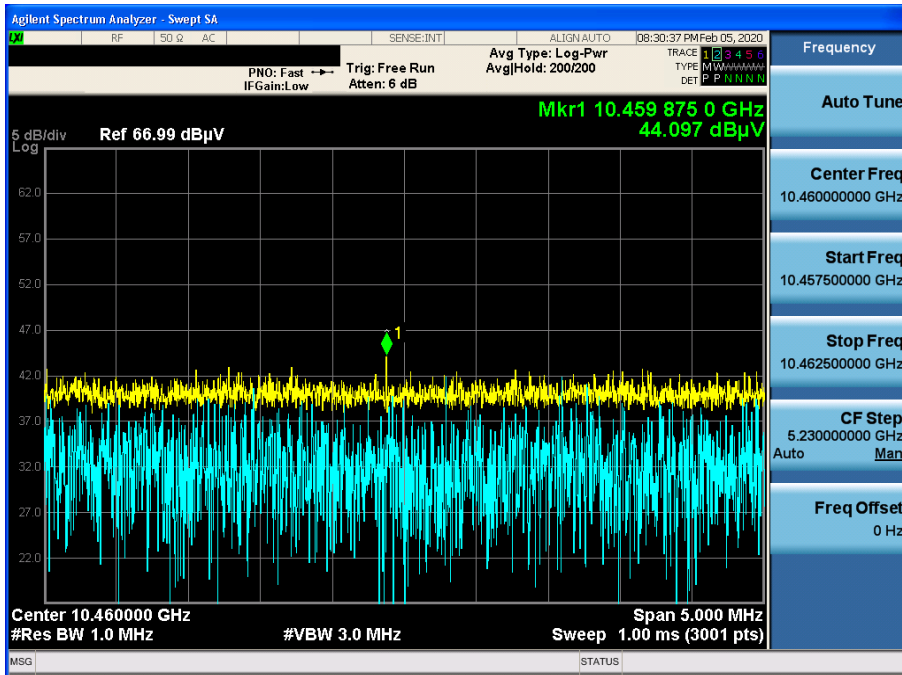 Agilent Spectrum Analyzer - Swept SA
LXI RF 50 Ω AC SENSE:INT ALIGN AUTO 08:30:37 PM Feb 05, 2020
Frequency
PNO: Fast
IFGain:Low
Trig: Free Run
Atten: 6 dB
Avg Type: Log-Pwr
Avg|Hold: 200/200
TRACE 1 2 3 4 5 6
TYPE M WWWWW
DET P P N N N N
Mkr1 10.459 875 0 GHz
44.097 dBµV
5 dB/div Ref 66.99 dBµV
Log
62.0
57.0
52.0
47.0
42.0
37.0
32.0
27.0
22.0
1
Center 10.460000 GHz Span 5.000 MHz
#Res BW 1.0 MHz #VBW 3.0 MHz Sweep 1.00 ms (3001 pts)
MSG STATUS
Auto Tune
Center Freq
10.460000000 GHz
Start Freq
10.457500000 GHz
Stop Freq
10.462500000 GHz
CF Step
5.230000000 GHz
Auto Man
Freq Offset
0 Hz